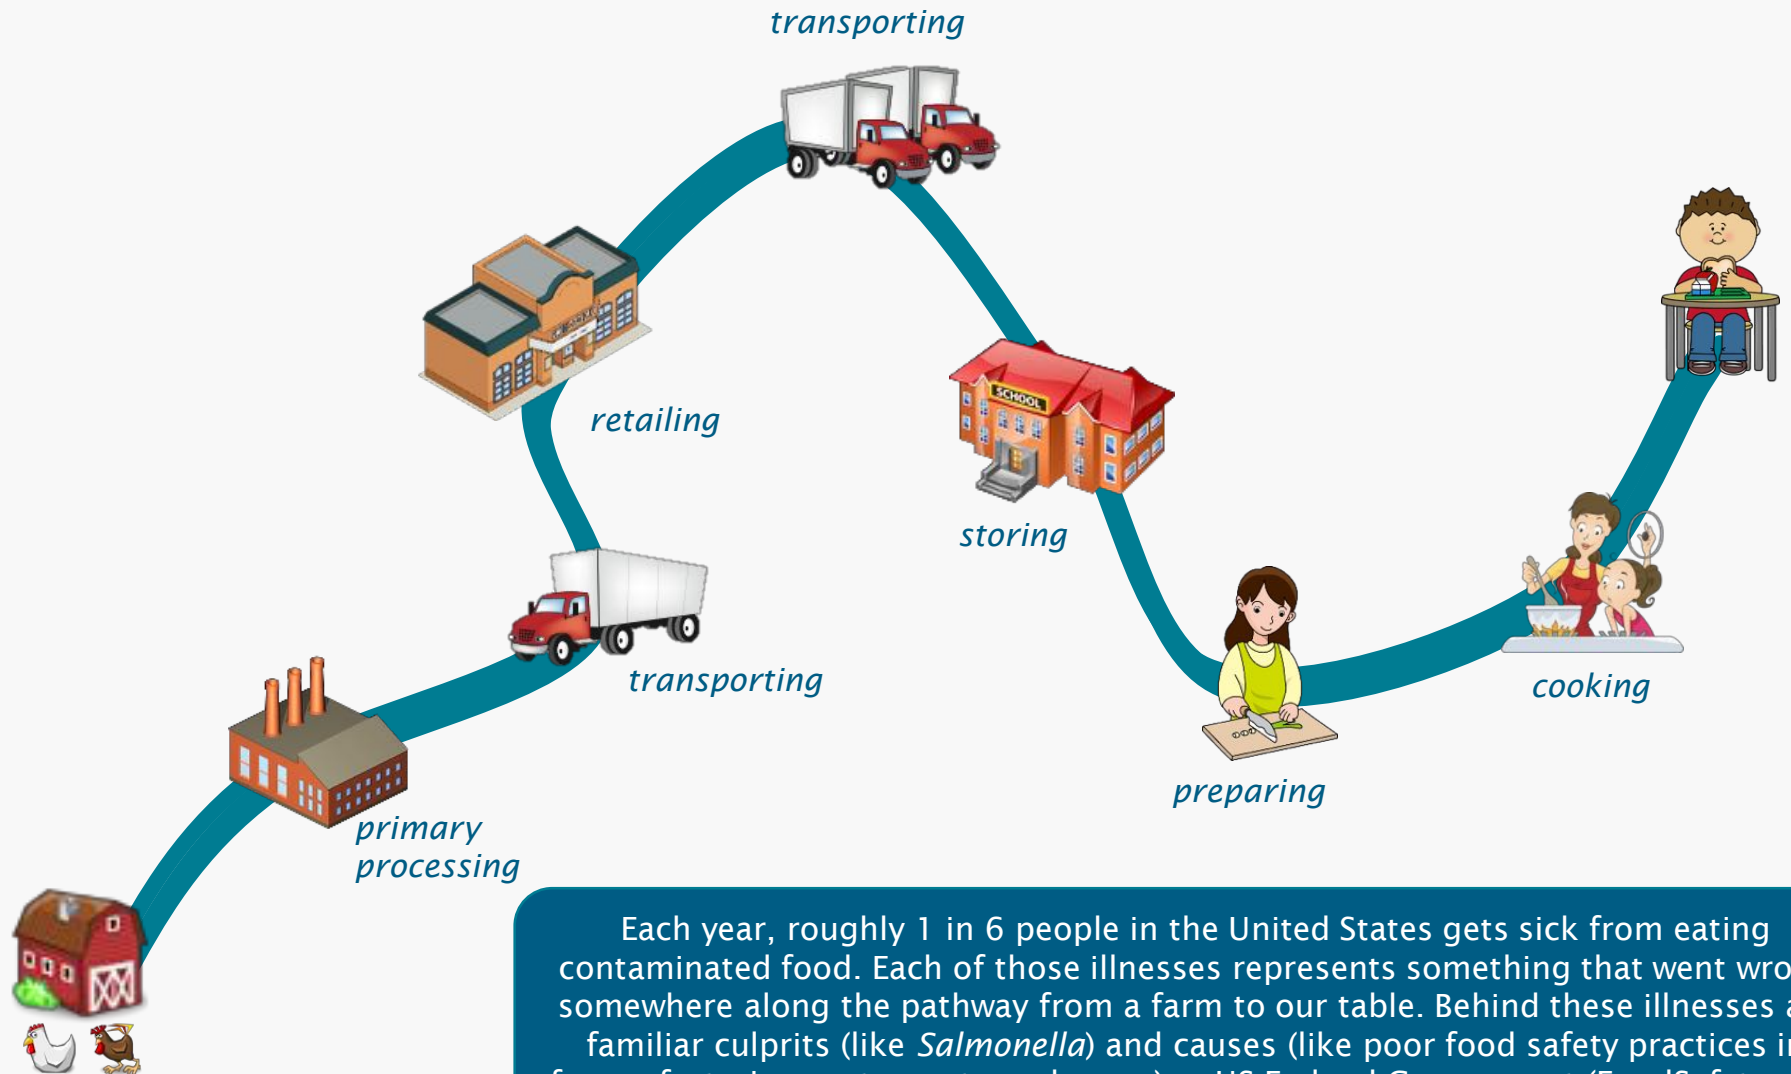 transporting
retailing
SCHOOL
storing
transporting
cooking
preparing
primary
processing
Each year, roughly 1 in 6 people in the United States gets sick from eating
contaminated food. Each of those illnesses represents something that went
somewhere along the pathway from a farm to our table. Behind these illnesses
familiar culprits (like Salmonella) and causes (like poor food safety practices